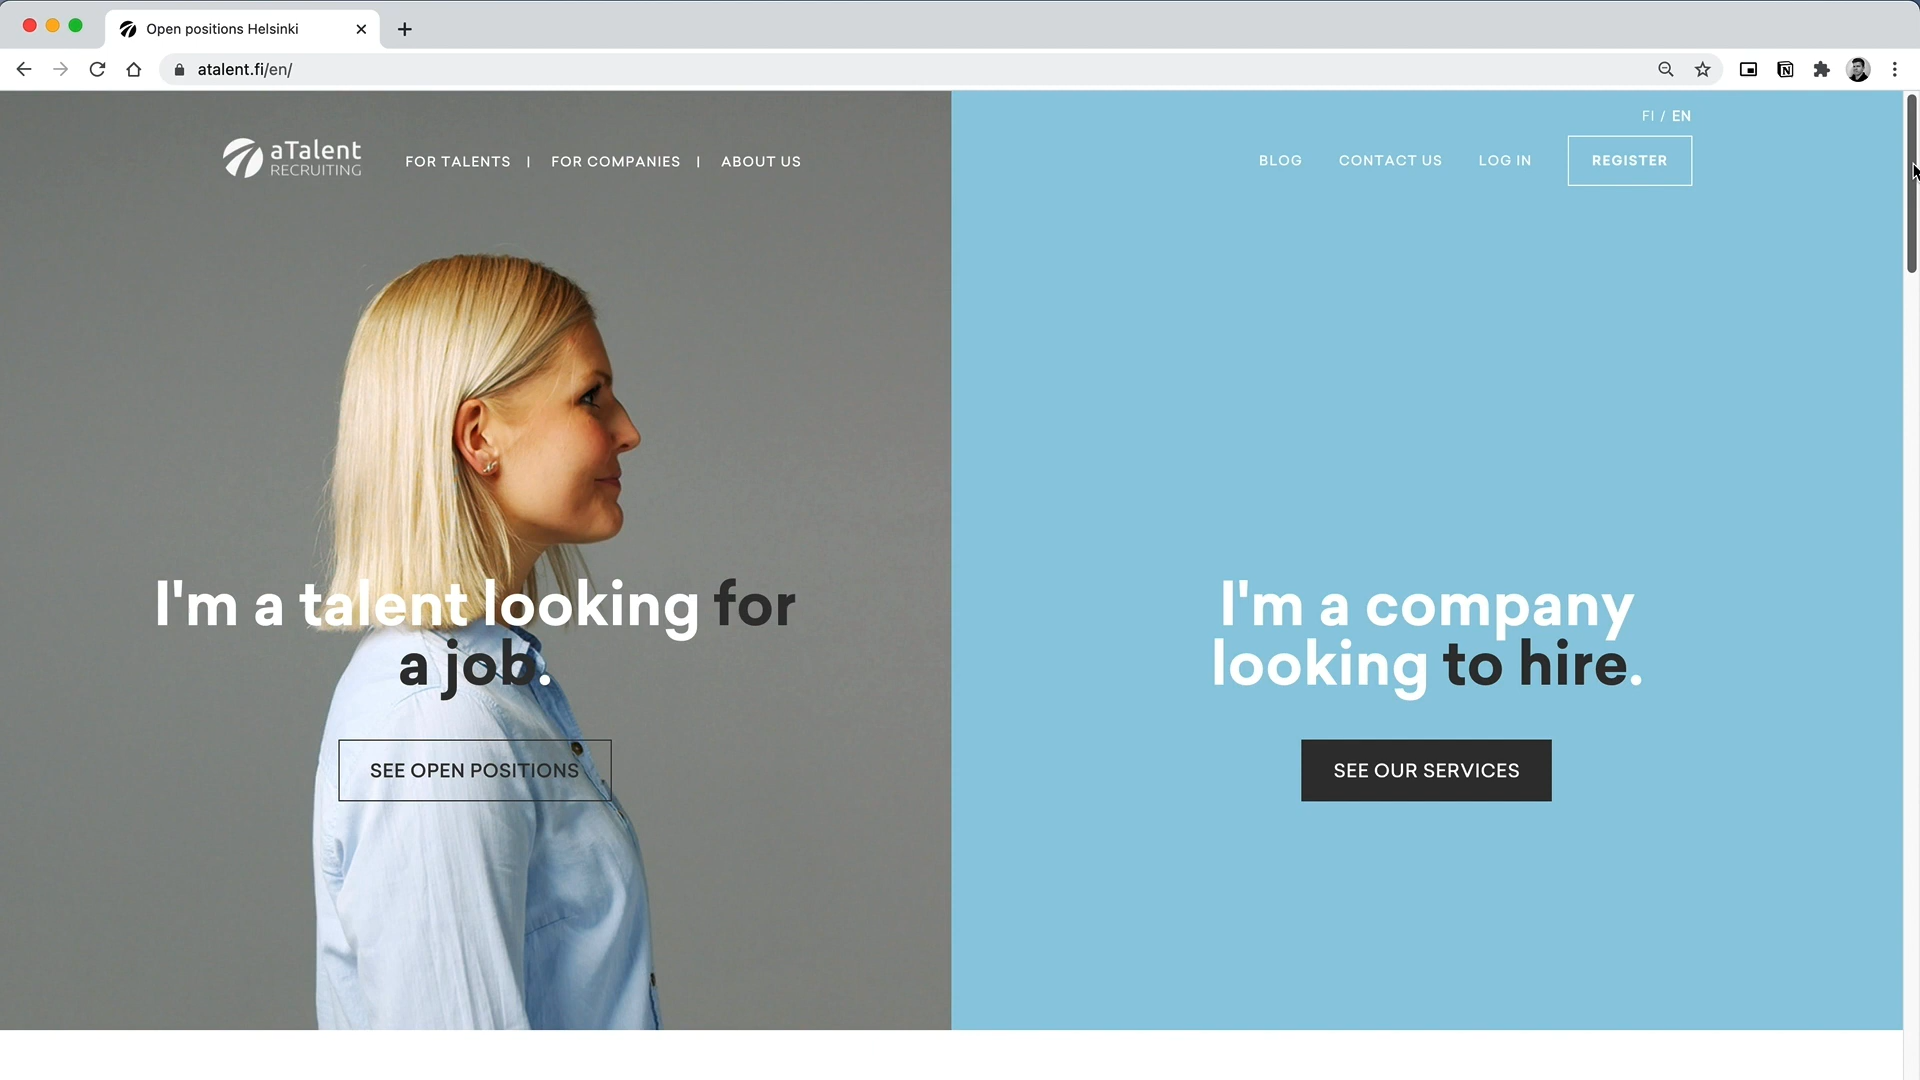 Open positions Helsinki
atalent.fi/en/
FI / EN
aTalent
RECRUITING
FOR TALENTS | FOR COMPANIES | ABOUT US
BLOG CONTACT US LOG IN REGISTER
I'm a talent looking for
a job.
SEE OPEN POSITIONS
I'm a company
looking to hire.
SEE OUR SERVICES